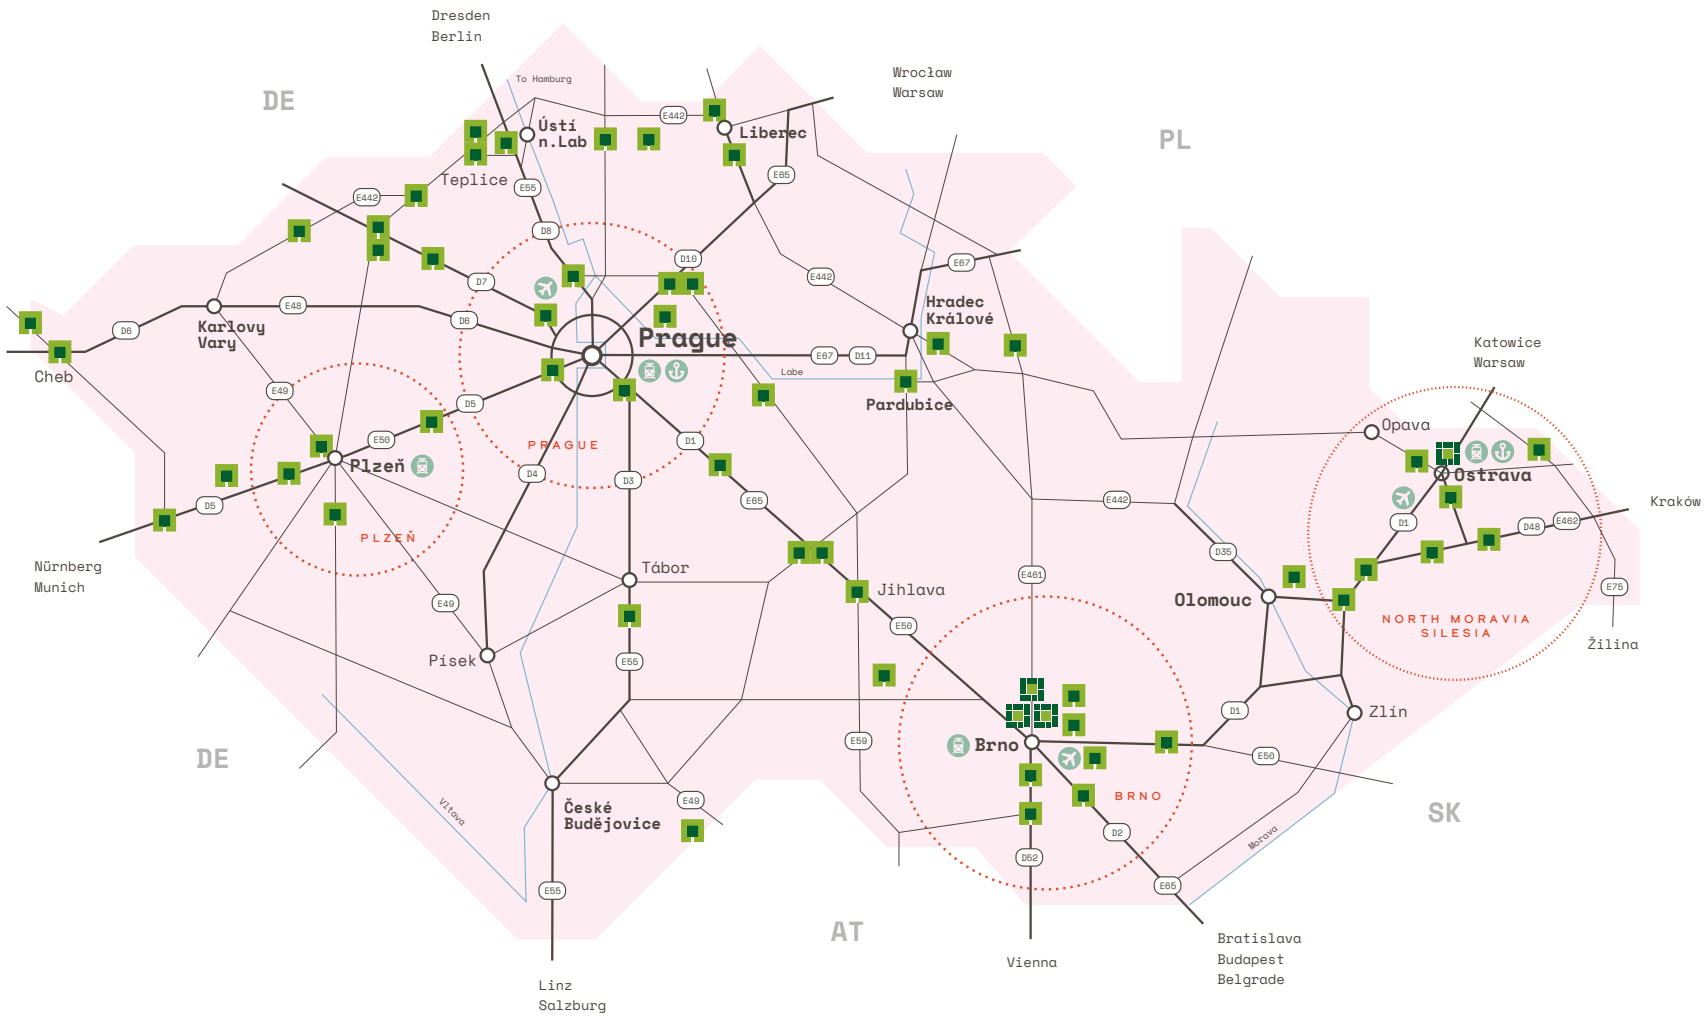 Dresden
Berlin
To Hamburg
Wrocław
Warsaw
DE
E442
Ústí
n.Lab
Liberec
PL
Teplice
E55
E65
E442
D8
D10
E67
E442
D7
Hradec
Králové
E48
D6
D6
Karlovy
Vary
Prague
E67
D11
Katowice
Warsaw
Cheb
Labe
E49
D5
Pardubice
Opava
E50
PRAGUE
D1
Plzeň
Ostrava
D4
D3
E65
E442
Kraków
D5
D1
D48
E462
PLZEŇ
D35
Nürnberg
Munich
Tábor
Jihlava
E461
Olomouc
E75
E49
E50
NORTH MORAVIA
SILESIA
Žilina
Písek
E55
D1
Zlín
DE
E59
Brno
E50
Vltava
E49
BRNO
České
Budějovice
D2
Morava
SK
D52
E55
E65
AT
Bratislava
Budapest
Belgrade
Vienna
Linz
Salzburg